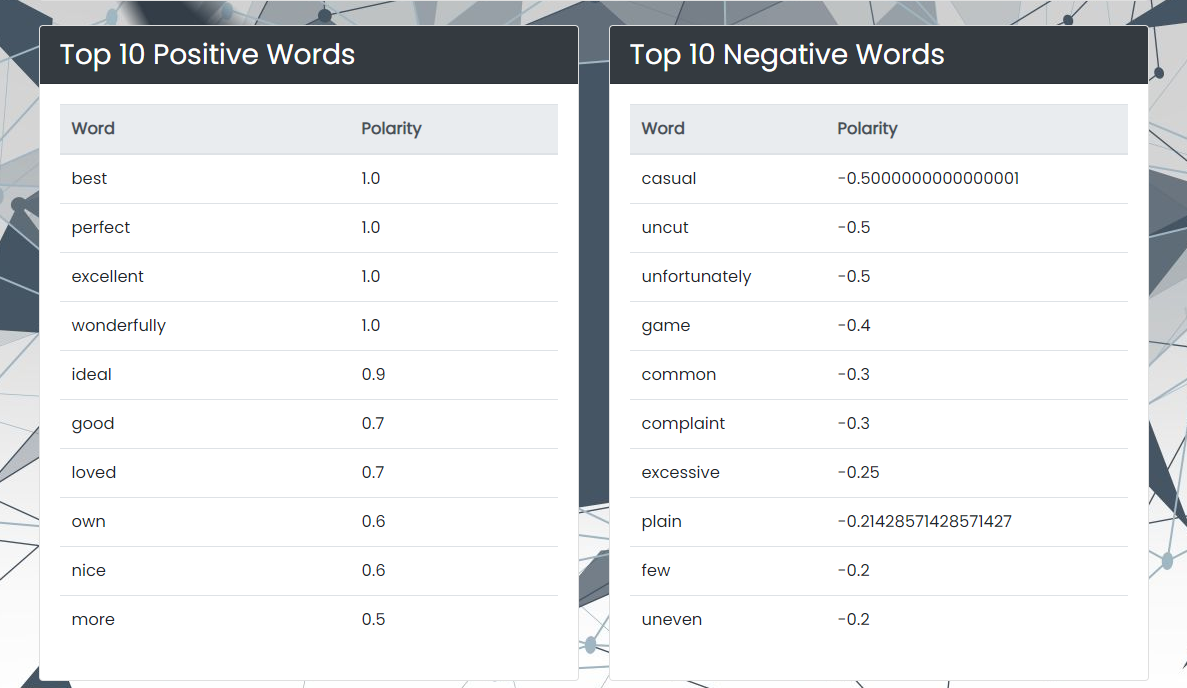 Top 10 Positive Words
Word Polarity
best 1.0
perfect 1.0
excellent 1.0
wonderfully 1.0
ideal 0.9
good 0.7
loved 0.7
own 0.6
nice 0.6
more 0.5
Top 10 Negative Words
Word Polarity
casual -0.5000000000000001
uncut -0.5
unfortunately -0.5
game -0.4
common -0.3
complaint -0.3
excessive -0.25
plain -0.21428571428571427
few -0.2
uneven -0.2